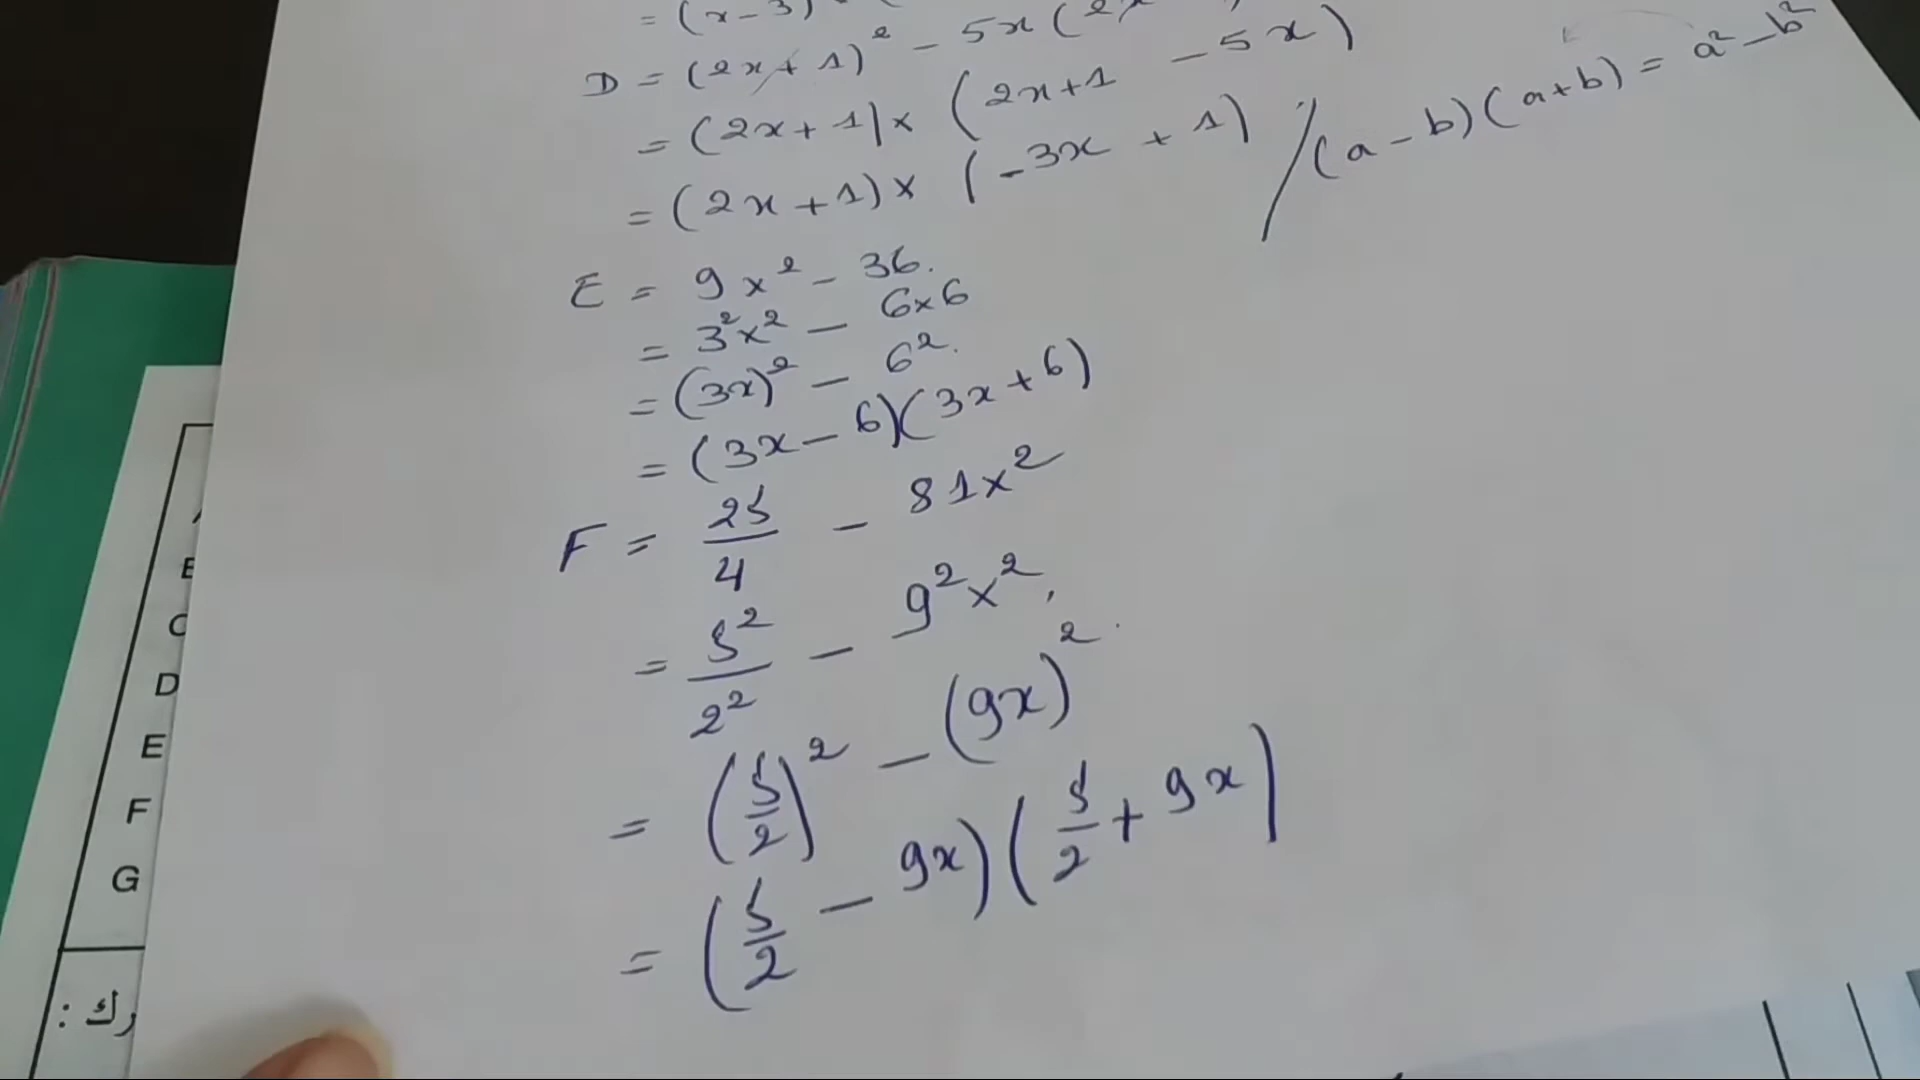 = (x - 3)
D = (2x + 1)² - 5x (2x
= (2x + 1) × (2x + 1 - 5x)
= (2x + 1) × (-3x + 1) / (a - b)(a + b) = a² - b²
E = 9x² - 36.
= 3²x² - 6×6
= (3x)² - 6².
= (3x - 6)(3x + 6)
F = 25/4 - 81x²
= 5²/2² - 9²x²,
= (5/2)² - (9x)².
= (5/2 - 9x)(5/2 + 9x)
E
C
D
E
F
G